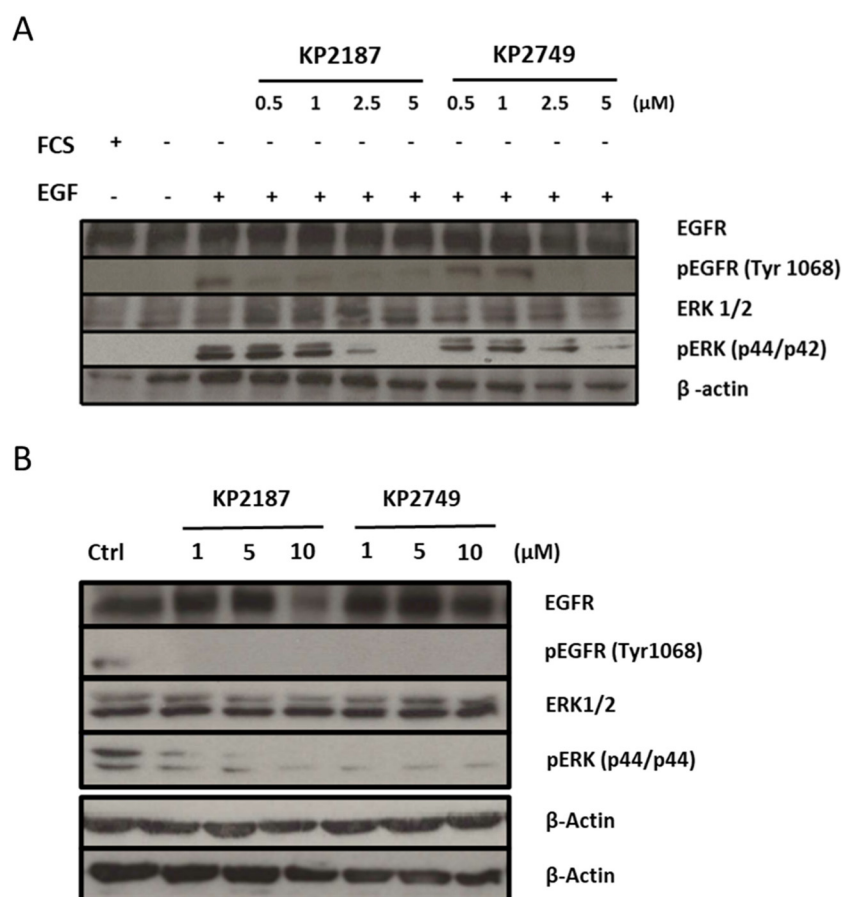 A
KP2187 KP2749
0.5 1 2.5 5 0.5 1 2.5 5 (µM)
FCS + - - - - - - - - - -
EGF - - + + + + + + + + +
EGFR
pEGFR (Tyr 1068)
ERK 1/2
pERK (p44/p42)
β -actin
B
KP2187 KP2749
Ctrl 1 5 10 1 5 10 (µM)
EGFR
pEGFR (Tyr1068)
ERK1/2
pERK (p44/p44)
β-Actin
β-Actin